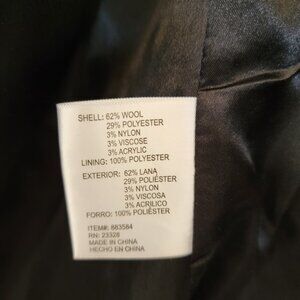 SHELL: 62% WOOL
29% POLYESTER
3% NYLON
3% VISCOSE
3% ACRYLIC
LINING: 100% POLYESTER
EXTERIOR: 62% LANA
29% POLIÉSTER
3% NYLON
3% VISCOSA
3% ACRILICO
FORRO: 100% POLIÉSTER
ITEM#: 883584
RN: 23328
MADE IN CHINA
HECHO EN CHINA